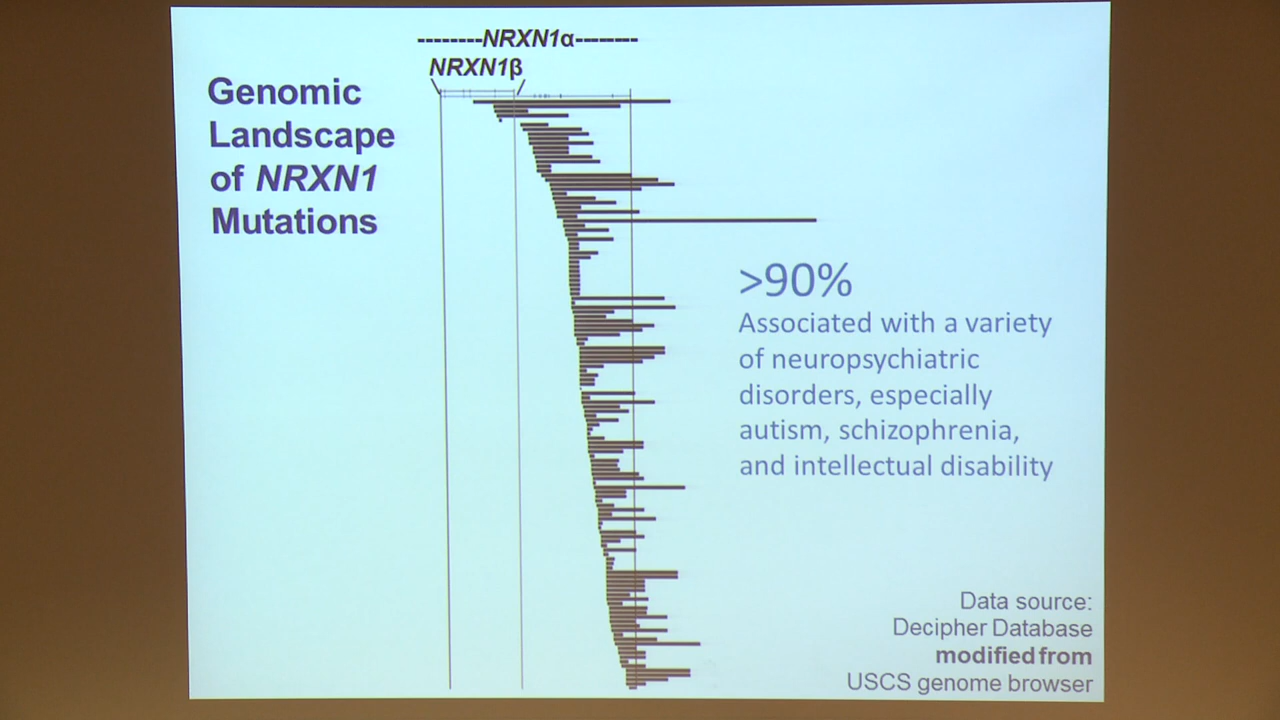 --------NRXN1α--------
NRXN1β
Genomic
Landscape
of NRXN1
Mutations
>90%
Associated with a variety
of neuropsychiatric
disorders, especially
autism, schizophrenia,
and intellectual disability
Data source:
Decipher Database
modified from
USCS genome browser